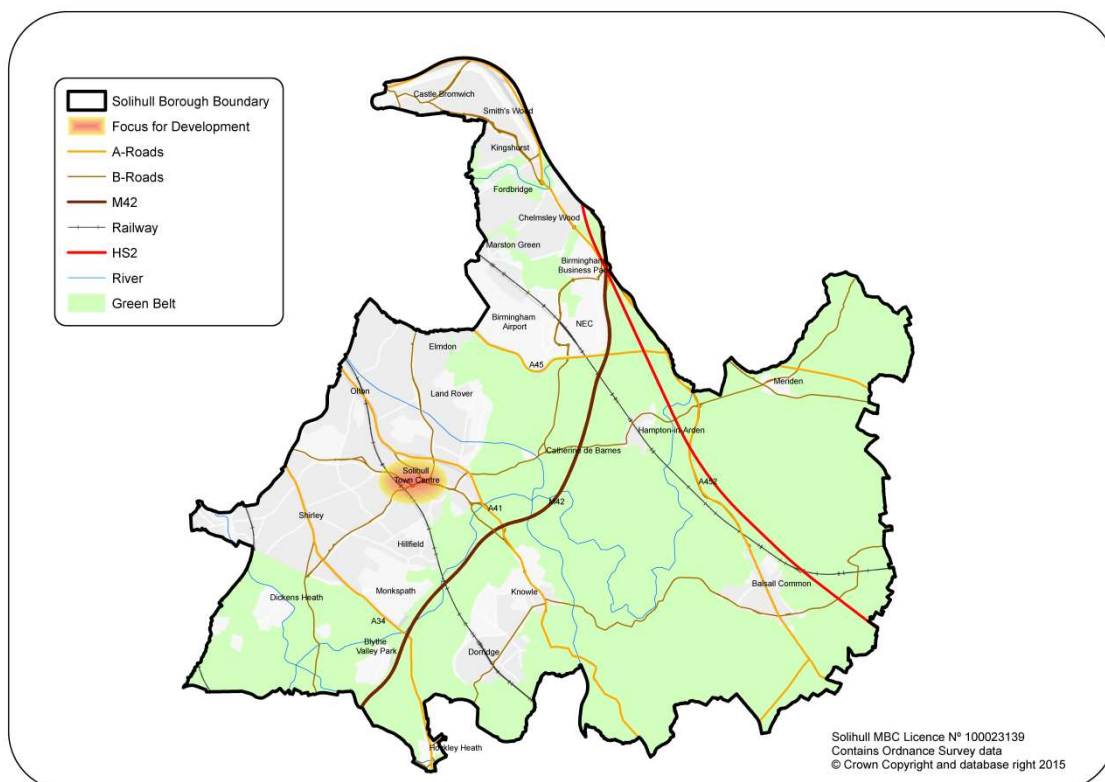 Solihull Borough Boundary
Focus for Development
A-Roads
B-Roads
M42
Railway
HS2
River
Green Belt
Castle Bromwich
Smith's Wood
Kingshurst
Fordbridge
Chelmsley Wood
Marston Green
Birmingham
Business Park
Birmingham
Airport
NEC
Elmdon
A45
Land Rover
Olton
Meriden
Hampton-in-Arden
Catherine de Barnes
Solihull
Town Centre
A452
M42
A41
Shirley
Hillfield
Balsall Common
Monkspath
Knowle
Dickens Heath
A34
Blythe
Valley Park
Dorridge
Hockley Heath
Solihull MBC Licence Nº 100023139
Contains Ordnance Survey data
© Crown Copyright and database right 2015